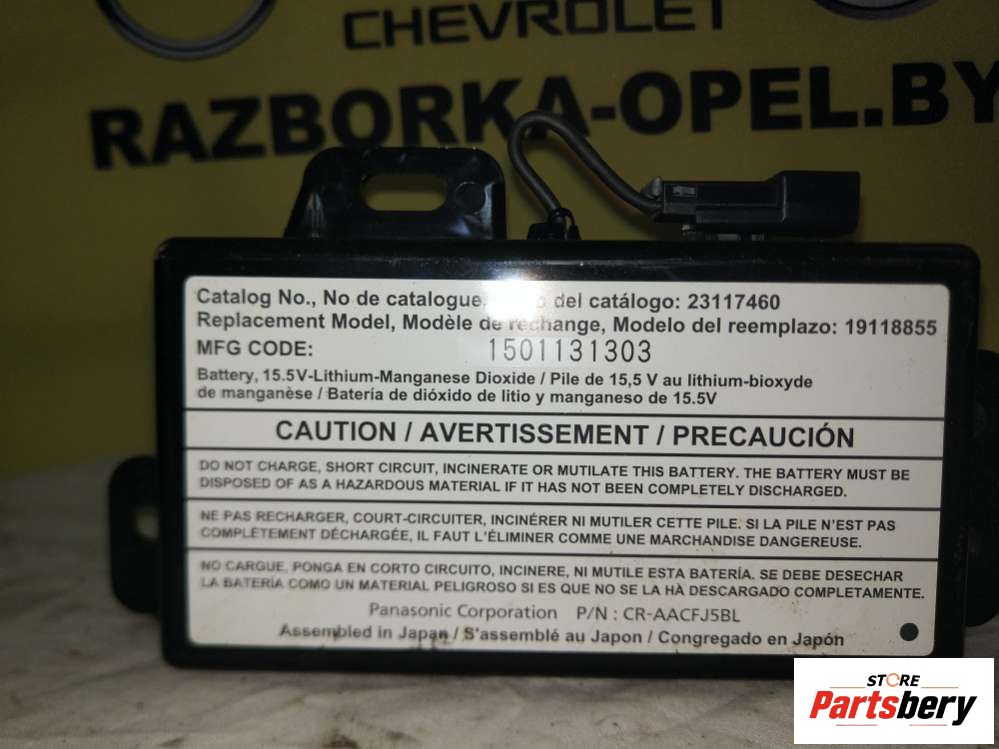 CHEVROLET
RAZBORKA-OPEL.BY
Catalog No., No de catalogue, del catálogo: 23117460
Replacement Model, Modèle de rechange, Modelo del reemplazo: 19118855
MFG CODE: 1501131303
Battery, 15.5V-Lithium-Manganese Dioxide / Pile de 15,5 V au lithium-bioxyde
de manganèse / Batería de dióxido de litio y manganeso de 15.5V
CAUTION / AVERTISSEMENT / PRECAUCIÓN
DO NOT CHARGE, SHORT CIRCUIT, INCINERATE OR MUTILATE THIS BATTERY. THE BATTERY MUST BE
DISPOSED OF AS A HAZARDOUS MATERIAL IF IT HAS NOT BEEN COMPLETELY DISCHARGED.
NE PAS RECHARGER, COURT-CIRCUITER, INCINÉRER NI MUTILER CETTE PILE. SI LA PILE N'EST PAS
COMPLÈTEMENT DÉCHARGÉE, IL FAUT L'ÉLIMINER COMME UNE MARCHANDISE DANGEREUSE.
NO CARGUE, PONGA EN CORTO CIRCUITO, INCINERE, NI MUTILE ESTA BATERÍA. SE DEBE DESECHAR
LA BATERÍA COMO UN MATERIAL PELIGROSO SI ES QUE NO SE LA HA DESCARGADO COMPLETAMENTE.
Panasonic Corporation P/N : CR-AACFJ5BL
Assembled in Japan / S'assemblé au Japon / Congregado en Japón
STORE
Partsbery